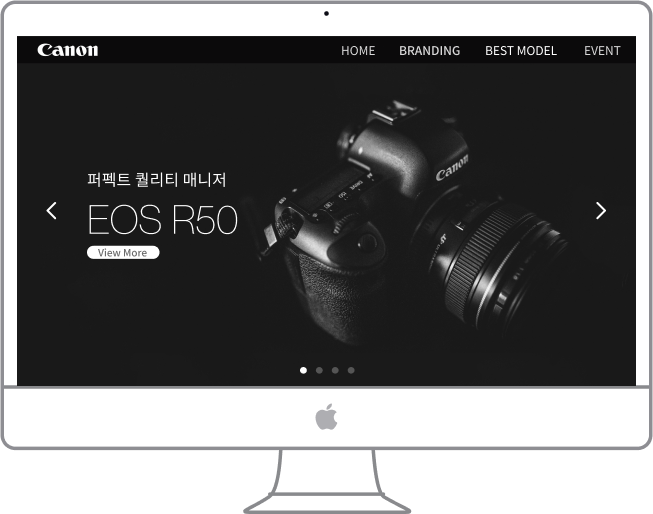 Canon
HOME BRANDING BEST MODEL EVENT
퍼펙트 퀄리티 매니저
EOS R50
View More
Canon